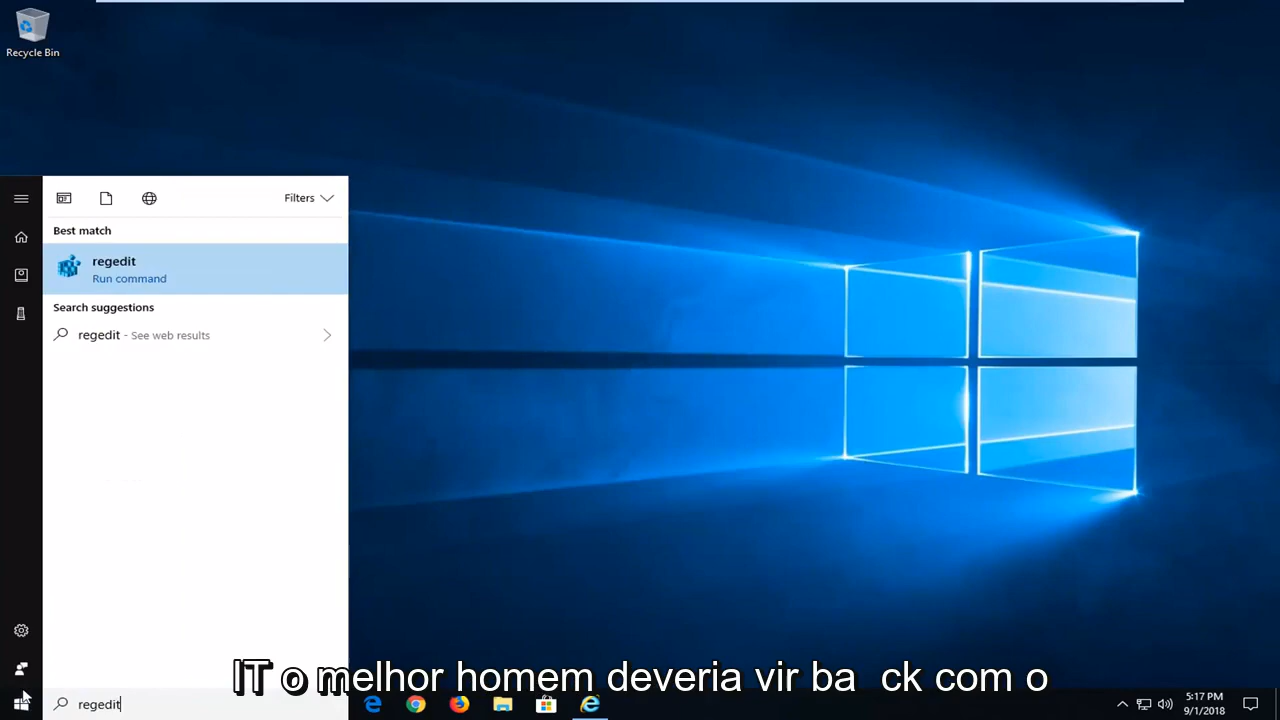 Recycle Bin
Filters
Best match
regedit
Run command
Search suggestions
regedit - See web results
IT o melhor homem deveria vir ba ck com o
regedit
5:17 PM
9/1/2018